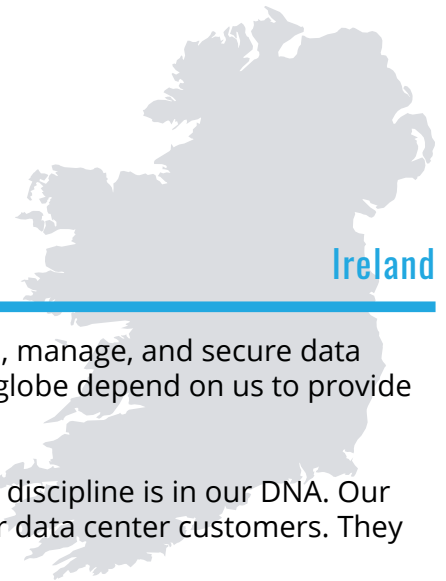 Ireland
, manage, and secure data
globe depend on us to provide
discipline is in our DNA. Our
r data center customers. They